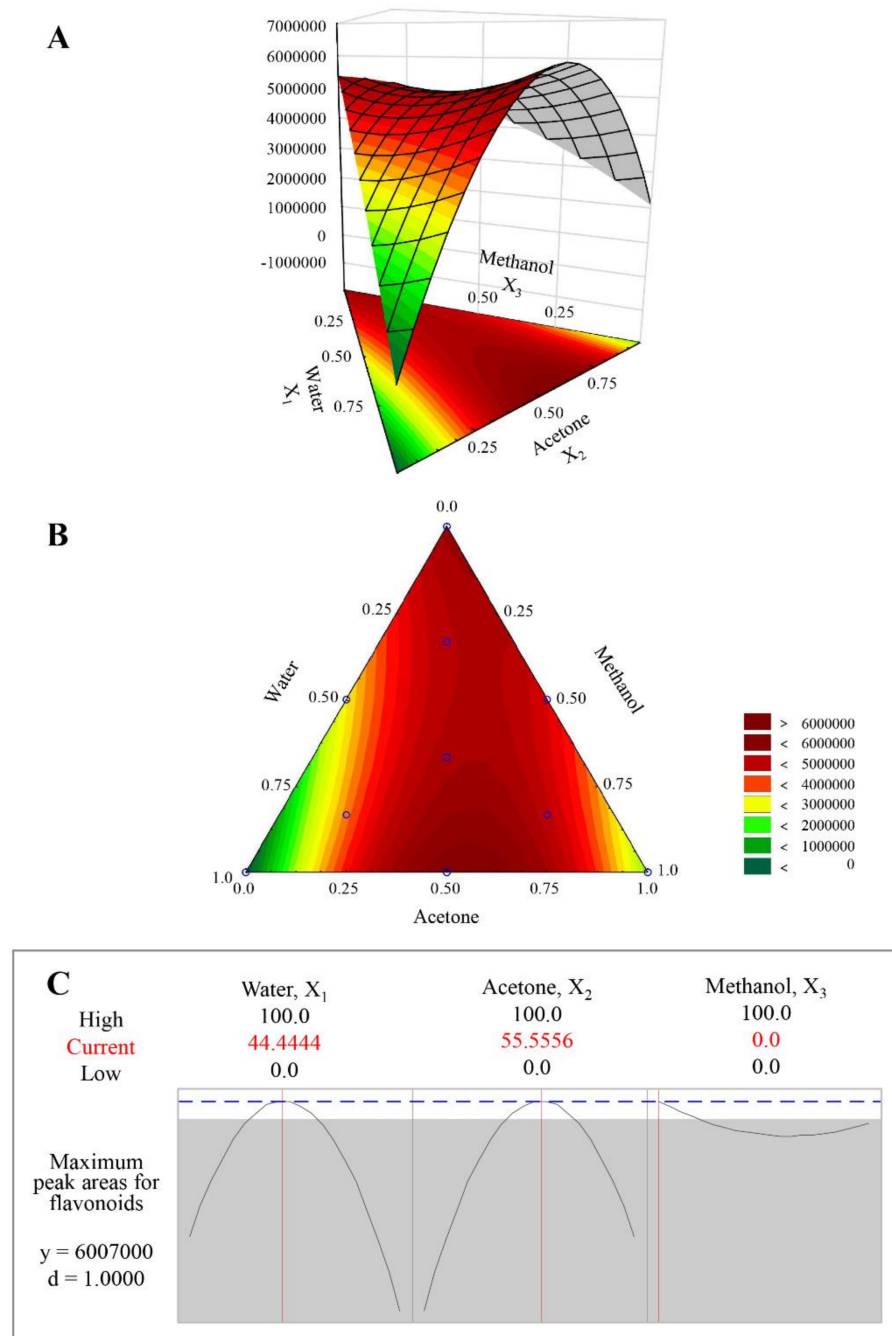 A
7000000
6000000
5000000
4000000
3000000
2000000
1000000
0
-1000000
Methanol
X3
0.50
0.25
0.25
0.50
0.75
Water
X1
0.25
0.50
0.75
Acetone
X2
B
0.0
0.25
0.25
Water
Methanol
0.50
0.50
0.75
0.75
1.0
1.0
0.0
0.25
0.50
0.75
1.0
Acetone
> 6000000
< 6000000
< 5000000
< 4000000
< 3000000
< 2000000
< 1000000
< 0
C
Water, X1 Acetone, X2 Methanol, X3
High 100.0 100.0 100.0
Current 44.4444 55.5556 0.0
Low 0.0 0.0 0.0
Maximum
peak areas for
flavonoids
y = 6007000
d = 1.0000